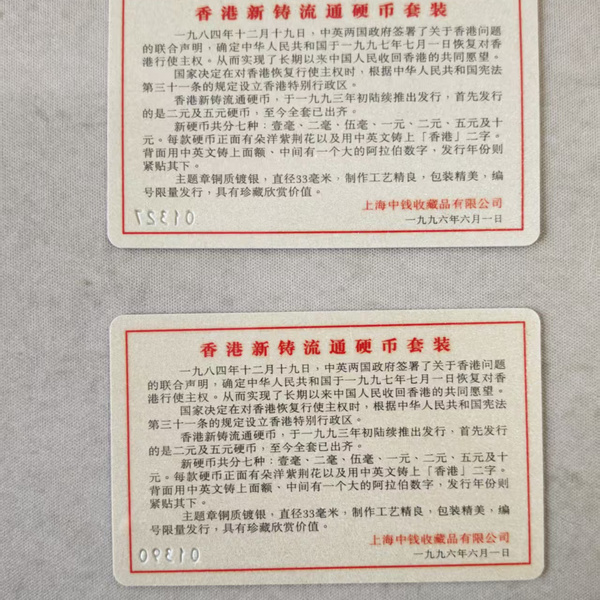 香港新铸流通硬币套装
一九八四年十二月十九日，中英两国政府签署了关于香港问题
的联合声明，确定中华人民共和国于一九九七年七月一日恢复对香
港行使主权。从而实现了长期以来中国人民收回香港的共同愿望。
国家决定在对香港恢复行使主权时，根据中华人民共和国宪法
第三十一条的规定设立香港特别行政区。
香港新铸流通硬币，于一九九三年初陆续推出发行，首先发行
的是二元及五元硬币，至今全套已出齐。
新硬币共分七种：壹毫、二毫、伍毫、一元、二元、五元及十
元。每款硬币正面有朵洋紫荆花以及用中英文铸上「香港」二字。
背面用中英文铸上面额、中间有一个大的阿拉伯数字，发行年份则
紧贴其下。
主题章铜质镀银，直径33毫米，制作工艺精良，包装精美，编
号限量发行，具有珍藏欣赏价值。
上海中钱收藏品有限公司
01327
一九九六年六月一日
香港新铸流通硬币套装
一九八四年十二月十九日，中英两国政府签署了关于香港问题
的联合声明，确定中华人民共和国于一九九七年七月一日恢复对香
港行使主权。从而实现了长期以来中国人民收回香港的共同愿望。
国家决定在对香港恢复行使主权时，根据中华人民共和国宪法
第三十一条的规定设立香港特别行政区。
香港新铸流通硬币，于一九九三年初陆续推出发行，首先发行
的是二元及五元硬币，至今全套已出齐。
新硬币共分七种：壹毫、二毫、伍毫、一元、二元、五元及十
元。每款硬币正面有朵洋紫荆花以及用中英文铸上「香港」二字。
背面用中英文铸上面额、中间有一个大的阿拉伯数字，发行年份则
紧贴其下。
主题章铜质镀银，直径33毫米，制作工艺精良，包装精美，编
号限量发行，具有珍藏欣赏价值。
上海中钱收藏品有限公司
01390
一九九六年六月一日